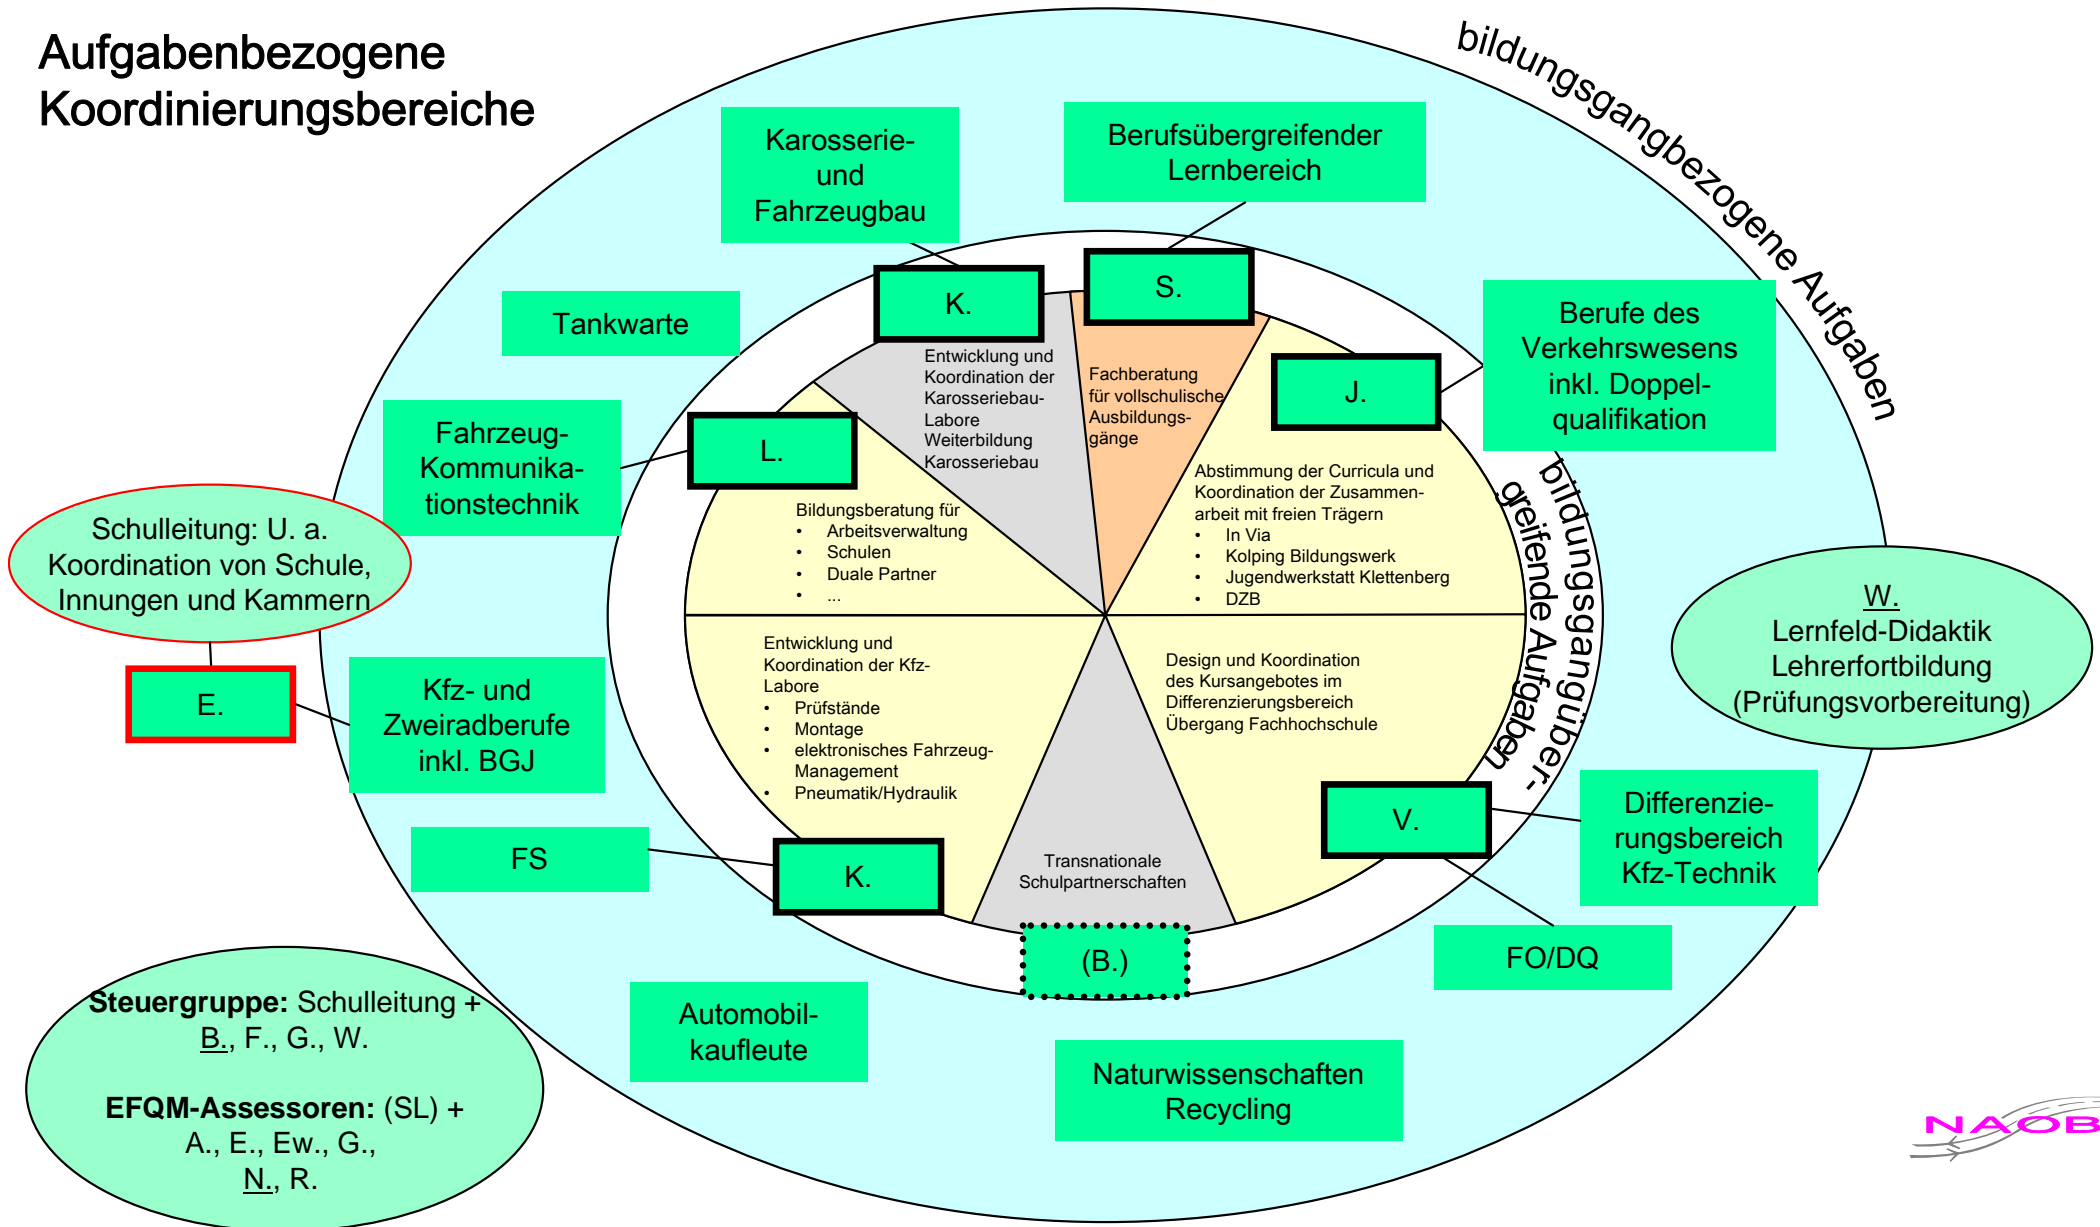 Aufgabenbezogene
Koordinierungsbereiche
bildungsgangbezogene Aufgaben
Karosserie-
und
Fahrzeugbau
Berufsübergreifender
Lernbereich
K.
S.
Tankwarte
Berufe des
Verkehrswesens
inkl. Doppel-
qualifikation
J.
Entwicklung und
Koordination der
Karosseriebau-
Labore
Weiterbildung
Karosseriebau
Fachberatung
für vollschulische
Ausbildungs-
gänge
Fahrzeug-
Kommunika-
tionstechnik
L.
Abstimmung der Curricula und
Koordination der Zusammen-
arbeit mit freien Trägern
• In Via
• Kolping Bildungswerk
• Jugendwerkstatt Klettenberg
• DZB
Bildungsberatung für
• Arbeitsverwaltung
• Schulen
• Duale Partner
• ...
bildungsgangüber-
greifende Aufgaben
Schulleitung: U. a.
Koordination von Schule,
Innungen und Kammern
E.
Kfz- und
Zweiradberufe
inkl. BGJ
Entwicklung und
Koordination der Kfz-
Labore
• Prüfstände
• Montage
• elektronisches Fahrzeug-
Management
• Pneumatik/Hydraulik
Design und Koordination
des Kursangebotes im
Differenzierungsbereich
Übergang Fachhochschule
W.
Lernfeld-Didaktik
Lehrerfortbildung
(Prüfungsvorbereitung)
V.
Differenzie-
rungsbereich
Kfz-Technik
FS
K.
Transnationale
Schulpartnerschaften
(B.)
FO/DQ
Steuergruppe: Schulleitung +
B., F., G., W.
EFQM-Assessoren: (SL) +
A., E., Ew., G.,
N., R.
Automobil-
kaufleute
Naturwissenschaften
Recycling
NAOB